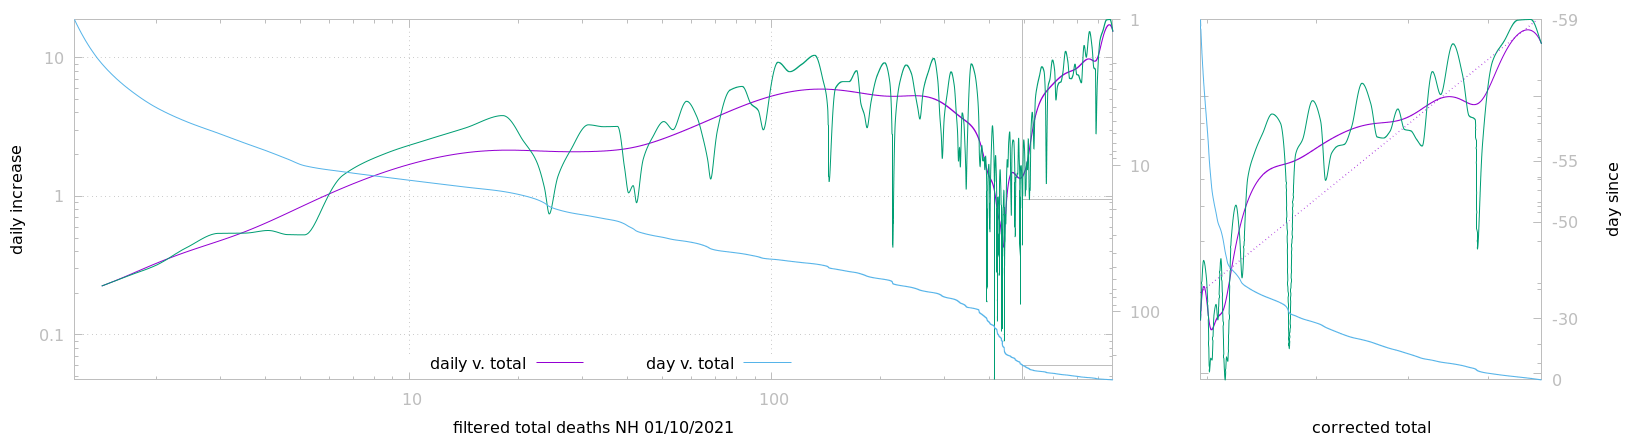 daily increase
10
1
0.1
10
100
1
10
100
daily v. total
day v. total
filtered total deaths NH 01/10/2021
-59
-55
-50
-30
0
day since
corrected total